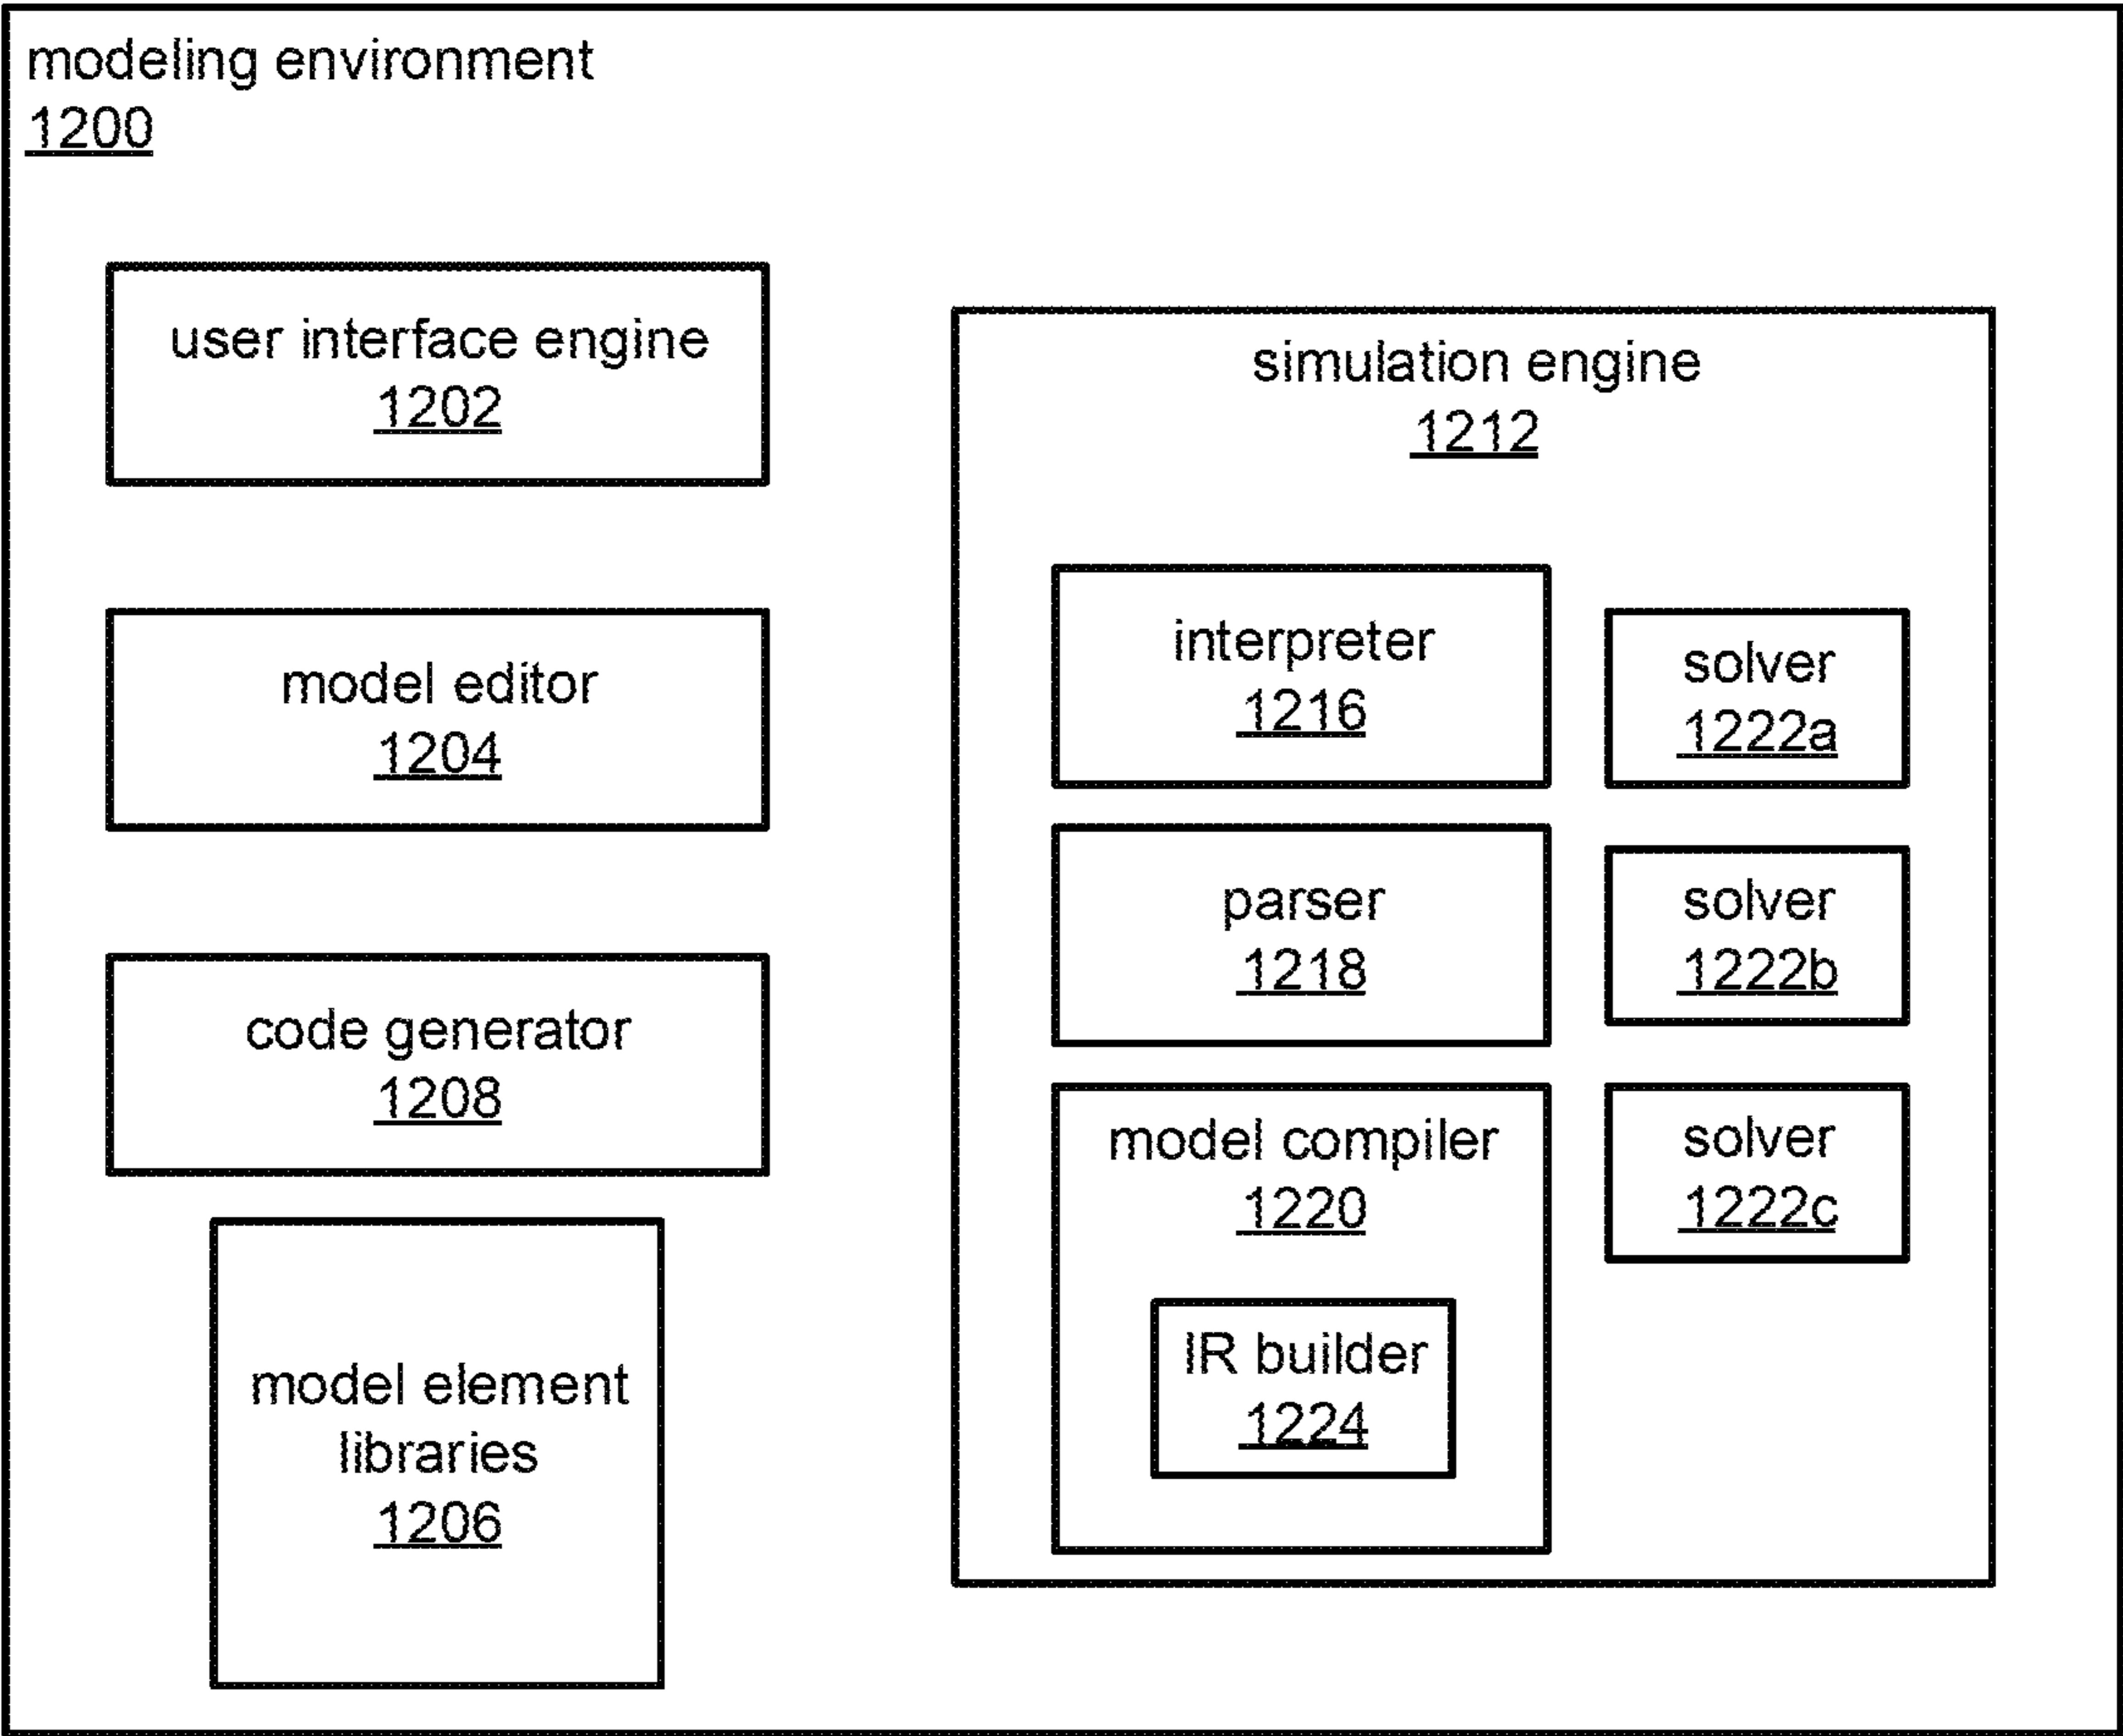 modeling environment
1200
user interface engine
1202
model editor
1204
code generator
1208
model element
libraries
1206
simulation engine
1212
interpreter
1216
parser
1218
model compiler
1220
IR builder
1224
solver
1222a
solver
1222b
solver
1222c